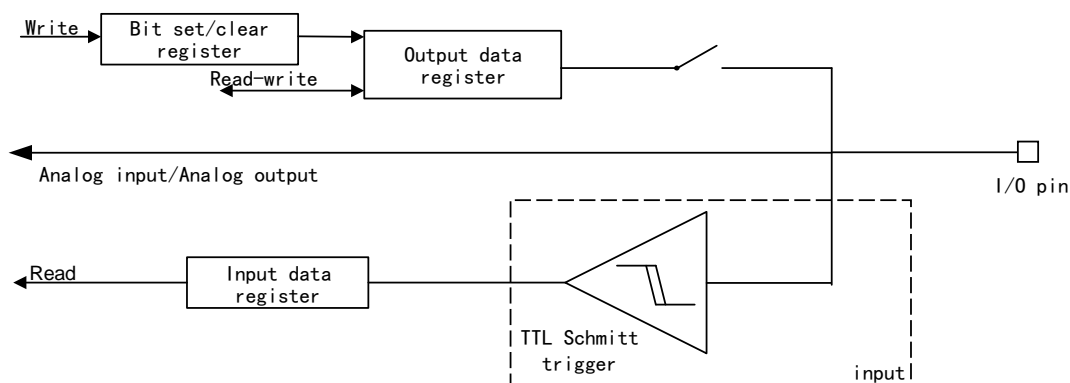 Write
Bit set/clear
register
Output data
register
Read-write
Analog input/Analog output
I/O pin
Read
Input data
register
TTL Schmitt
trigger
input